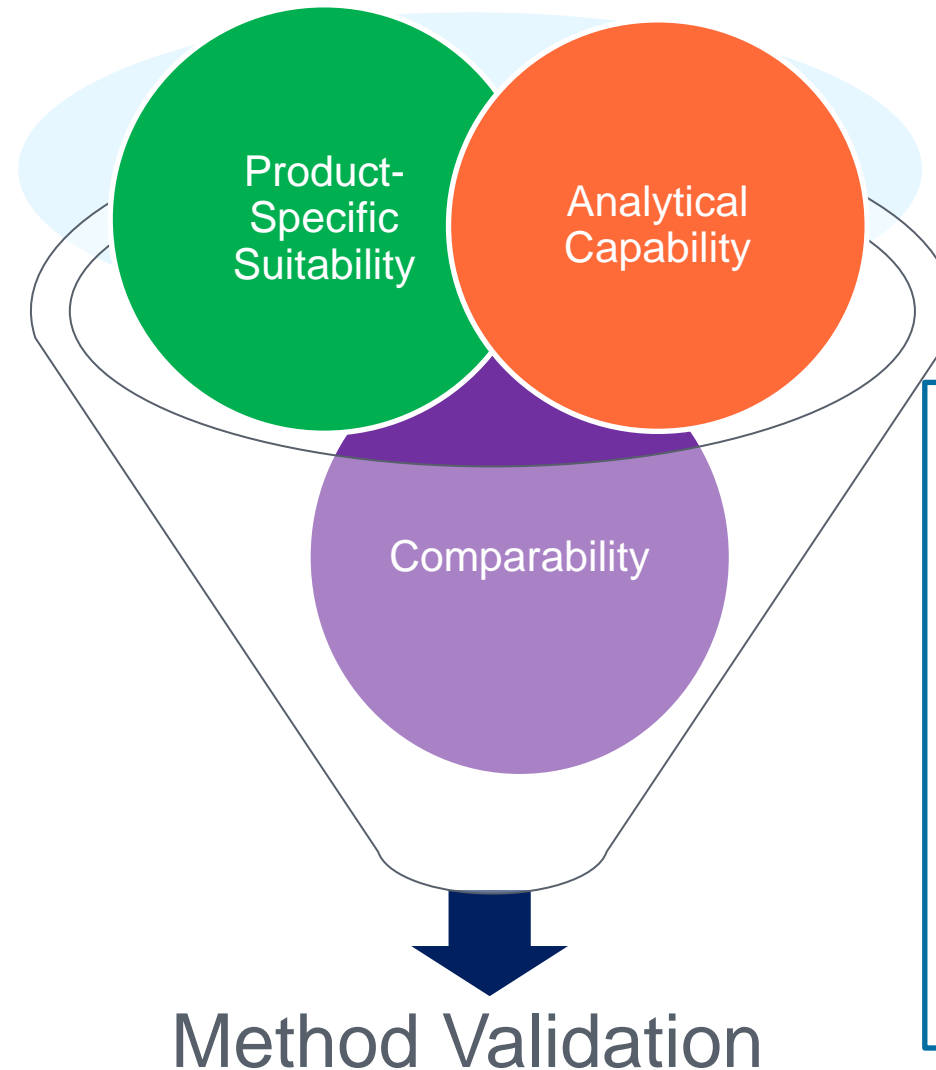 Product-
Specific
Suitability
Analytical
Capability
Comparability
Method Validation